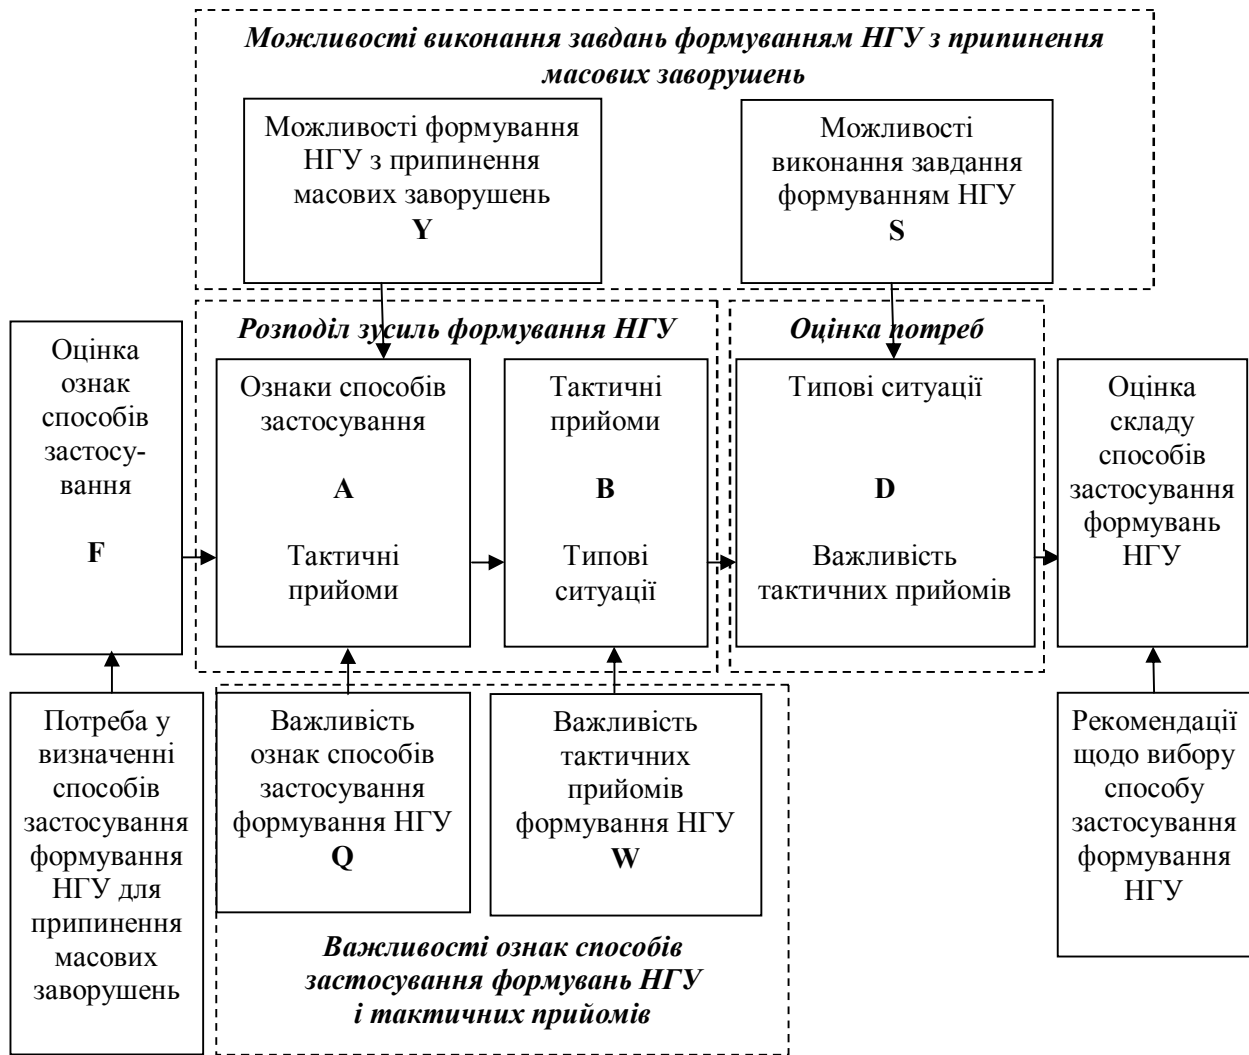 Можливості виконання завдань формуванням НГУ з припинення
масових заворушень
Можливості формування
НГУ з припинення
масових заворушень
Y
Можливості
виконання завдання
формуванням НГУ
S
Розподіл зусиль формування НГУ
Оцінка потреб
Оцінка
ознак
способів
застосу-
вання
F
Ознаки способів
застосування
A
Тактичні
прийоми
Тактичні
прийоми
B
Типові
ситуації
Типові ситуації
D
Важливість
тактичних прийомів
Оцінка
складу
способів
застосування
формувань
НГУ
Потреба у
визначенні
способів
застосування
формування
НГУ для
припинення
масових
заворушень
Важливість
ознак способів
застосування
формування НГУ
Q
Важливість
тактичних
прийомів
формування НГУ
W
Важливості ознак способів
застосування формувань НГУ
і тактичних прийомів
Рекомендації
щодо вибору
способу
застосування
формування
НГУ